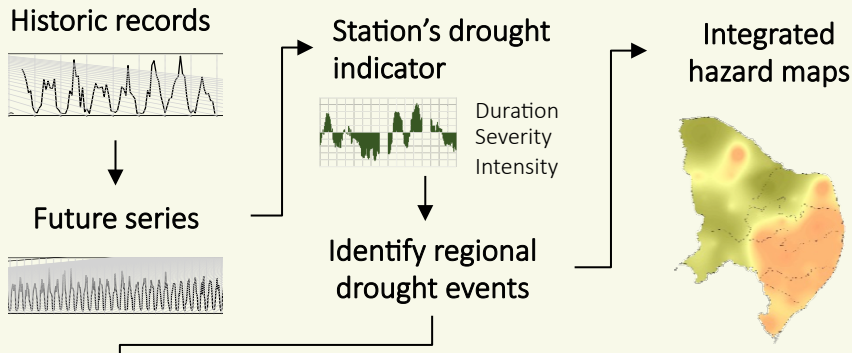 Historic records
Future series
Station’s drought
indicator
Duration
Severity
Intensity
Identify regional
drought events
Integrated
hazard maps